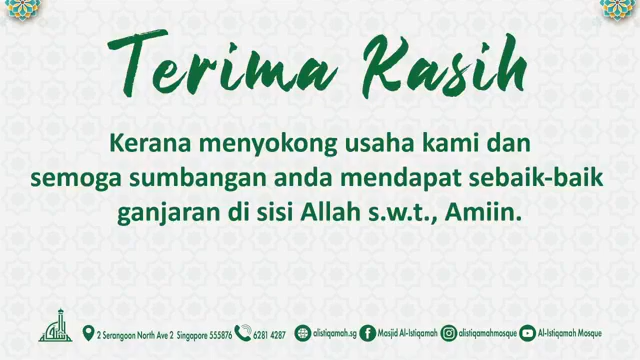 Terima Kasih
Kerana menyokong usaha kami dan
semoga sumbangan anda mendapat sebaik-baik
ganjaran di sisi Allah s.w.t., Amiin.
2 Serangoon North Ave 2 Singapore 555876 6281 4287 alistiqamah.sg Masjid Al-Istiqamah alistiqamahmosque Al-Istiqamah Mosque